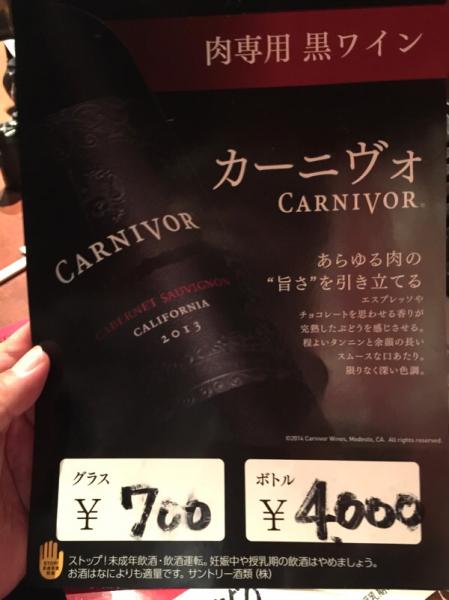 肉専用 黒ワイン
カーニヴォ
CARNIVOR®
CARNIVOR
CABERNET SAUVIGNON
CALIFORNIA
2013
あらゆる肉の
“旨さ”を引き立てる
エスプレッソや
チョコレートを思わせる香りが
完熟したぶどうを感じさせる。
程よいタンニンと余韻の長い
スムースな口あたり。
限りなく深い色調。
©2014 Carnivor Wines, Modesto, CA. All rights reserved.
グラス
¥ 700
ボトル
¥ 4,000
ストップ!未成年飲酒・飲酒運転。妊娠中や授乳期の飲酒はやめましょう。
お酒はなによりも適量です。サントリー酒類(株)